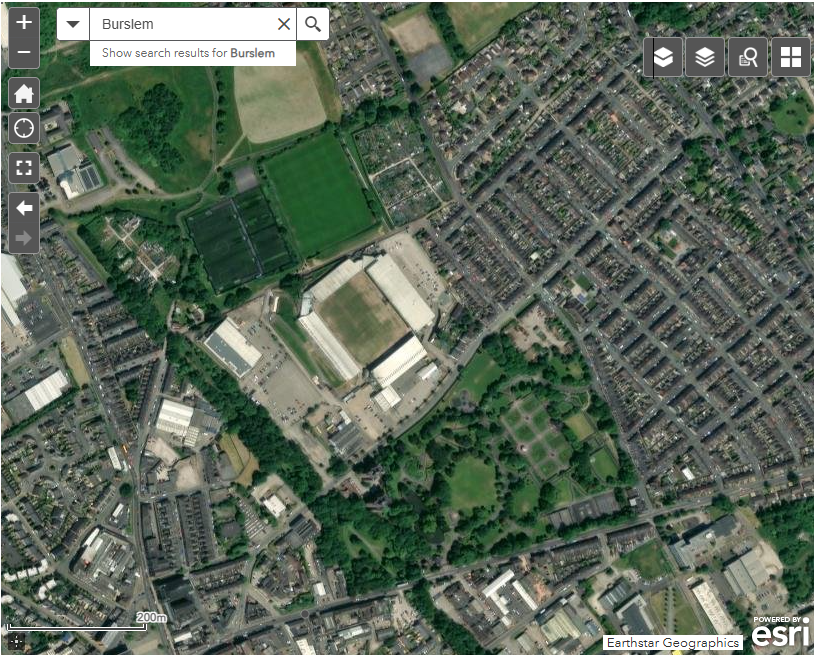 Burslem
Show search results for Burslem
200m
Earthstar Geographics
POWERED BY
esri